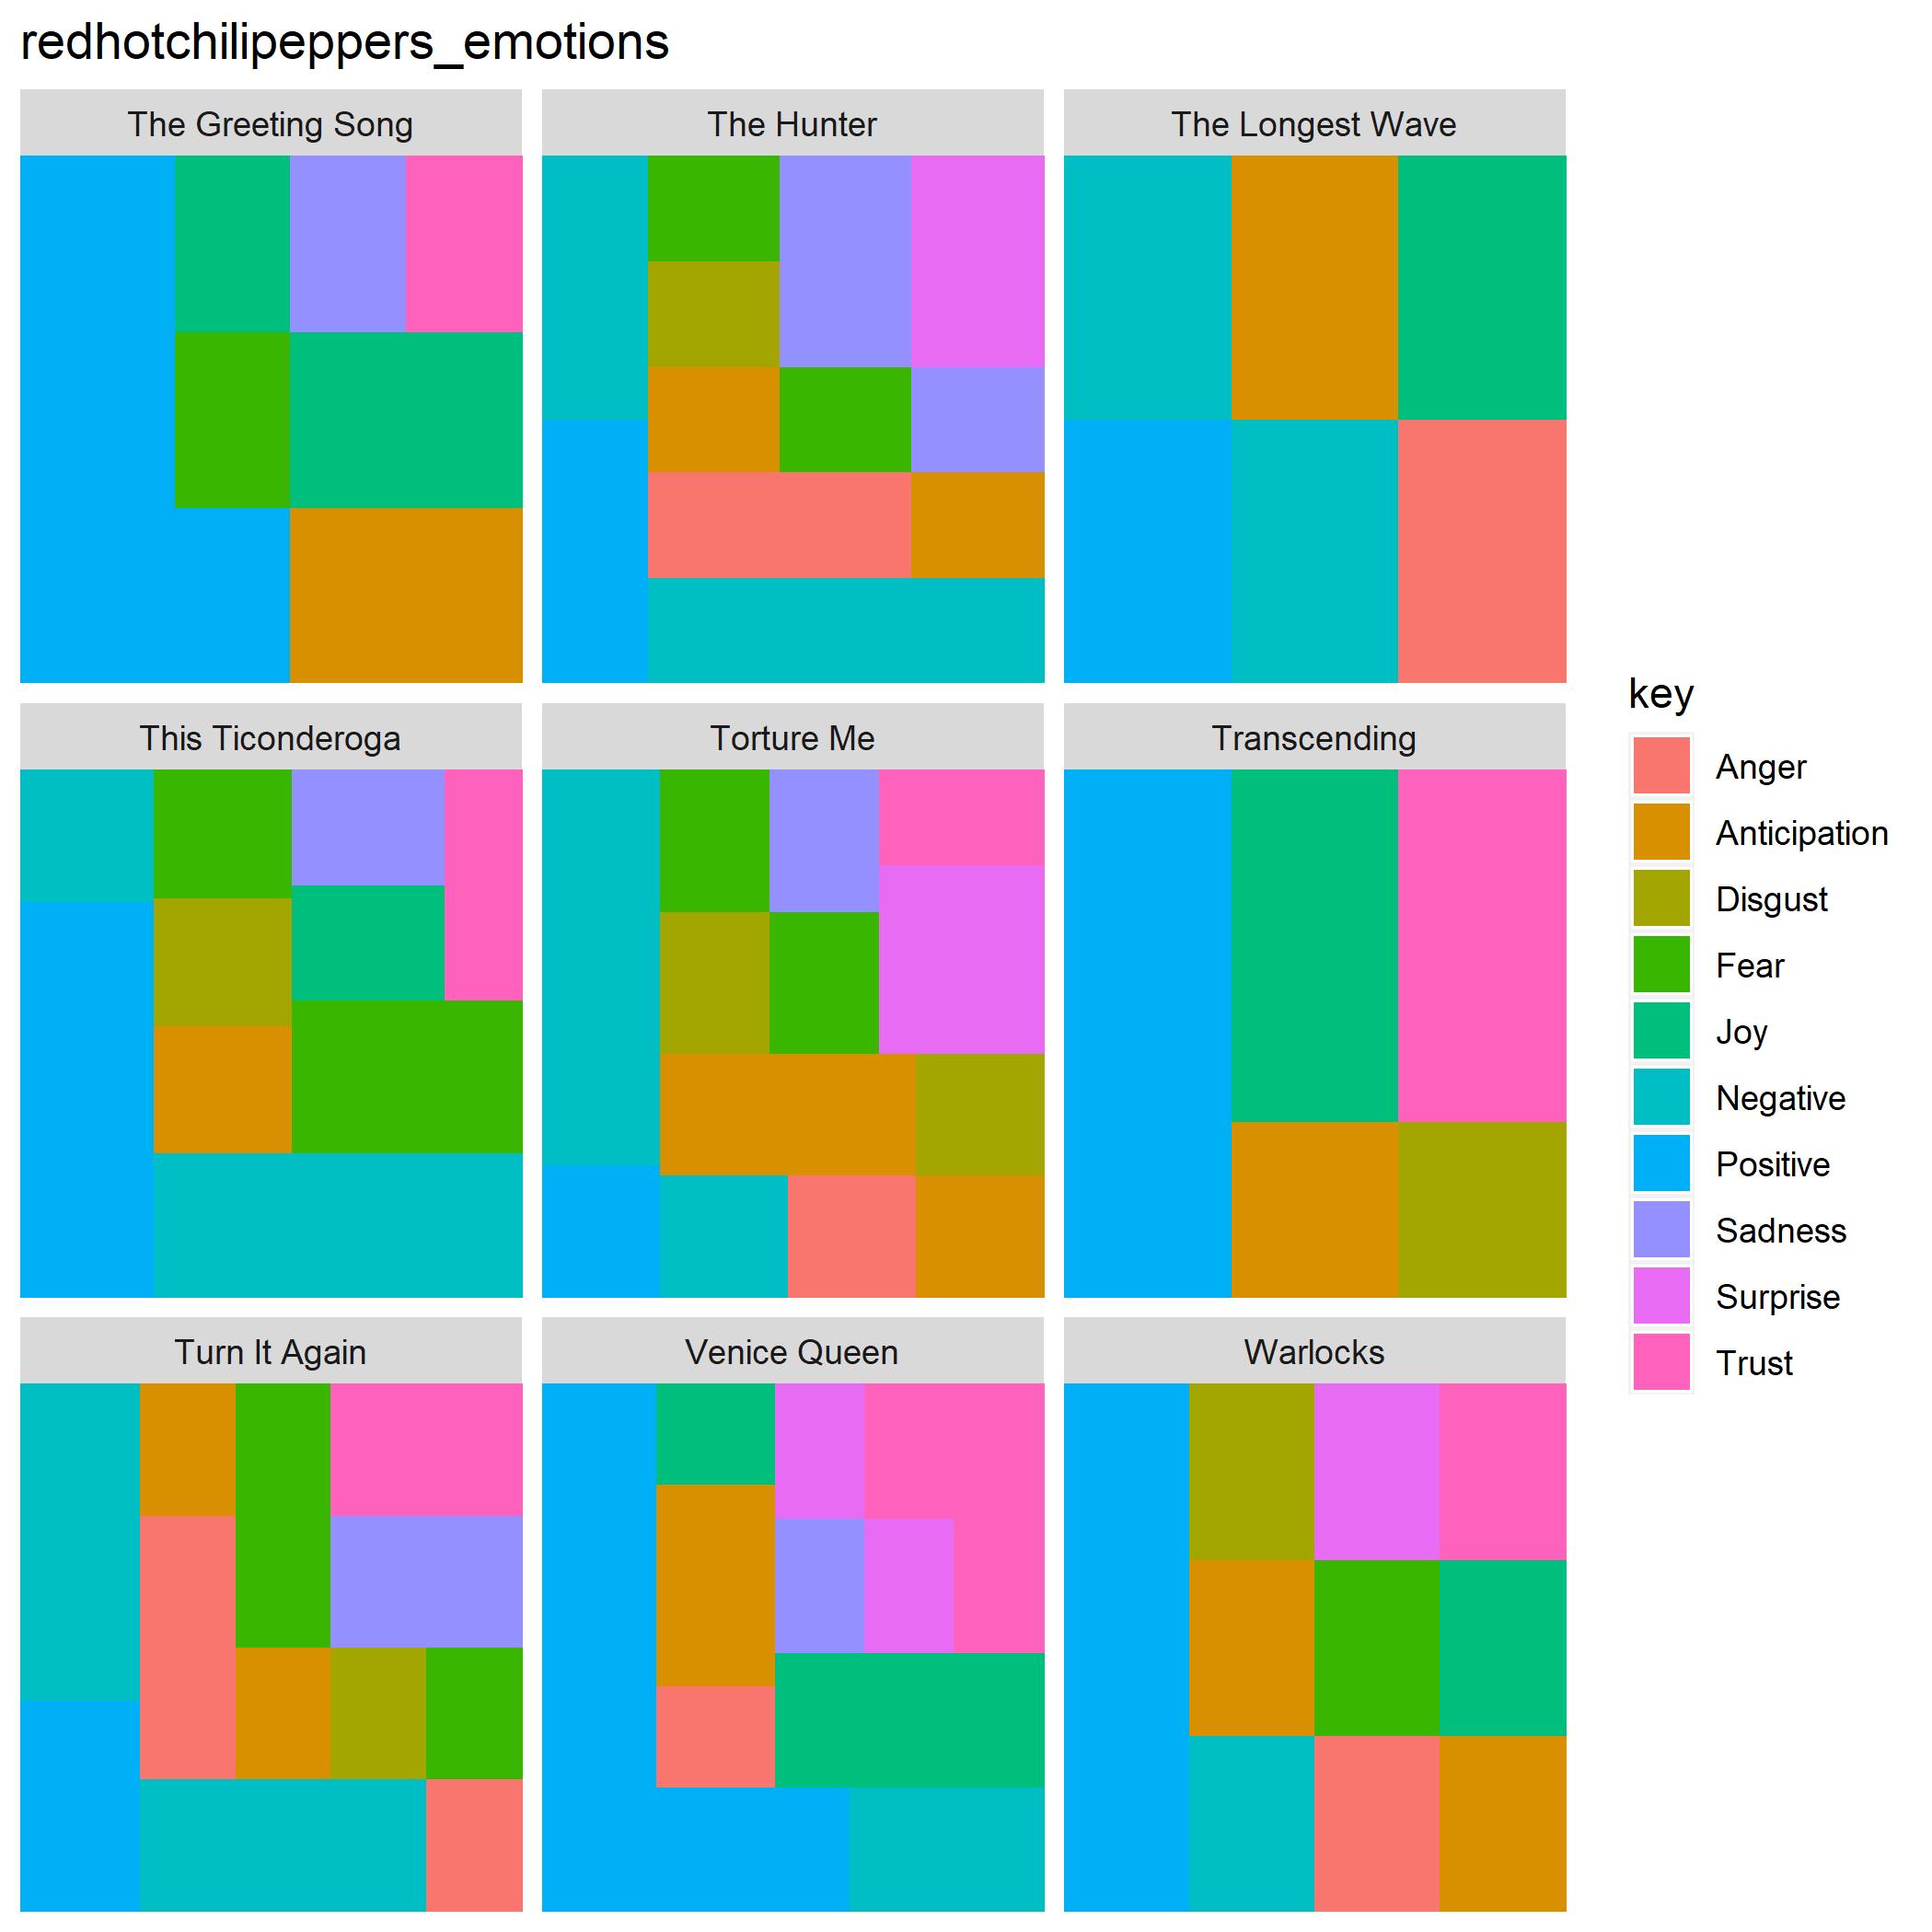 redhotchilipeppers_emotions
The Greeting Song
The Hunter
The Longest Wave
This Ticonderoga
Torture Me
Transcending
Turn It Again
Venice Queen
Warlocks
key
Anger
Anticipation
Disgust
Fear
Joy
Negative
Positive
Sadness
Surprise
Trust